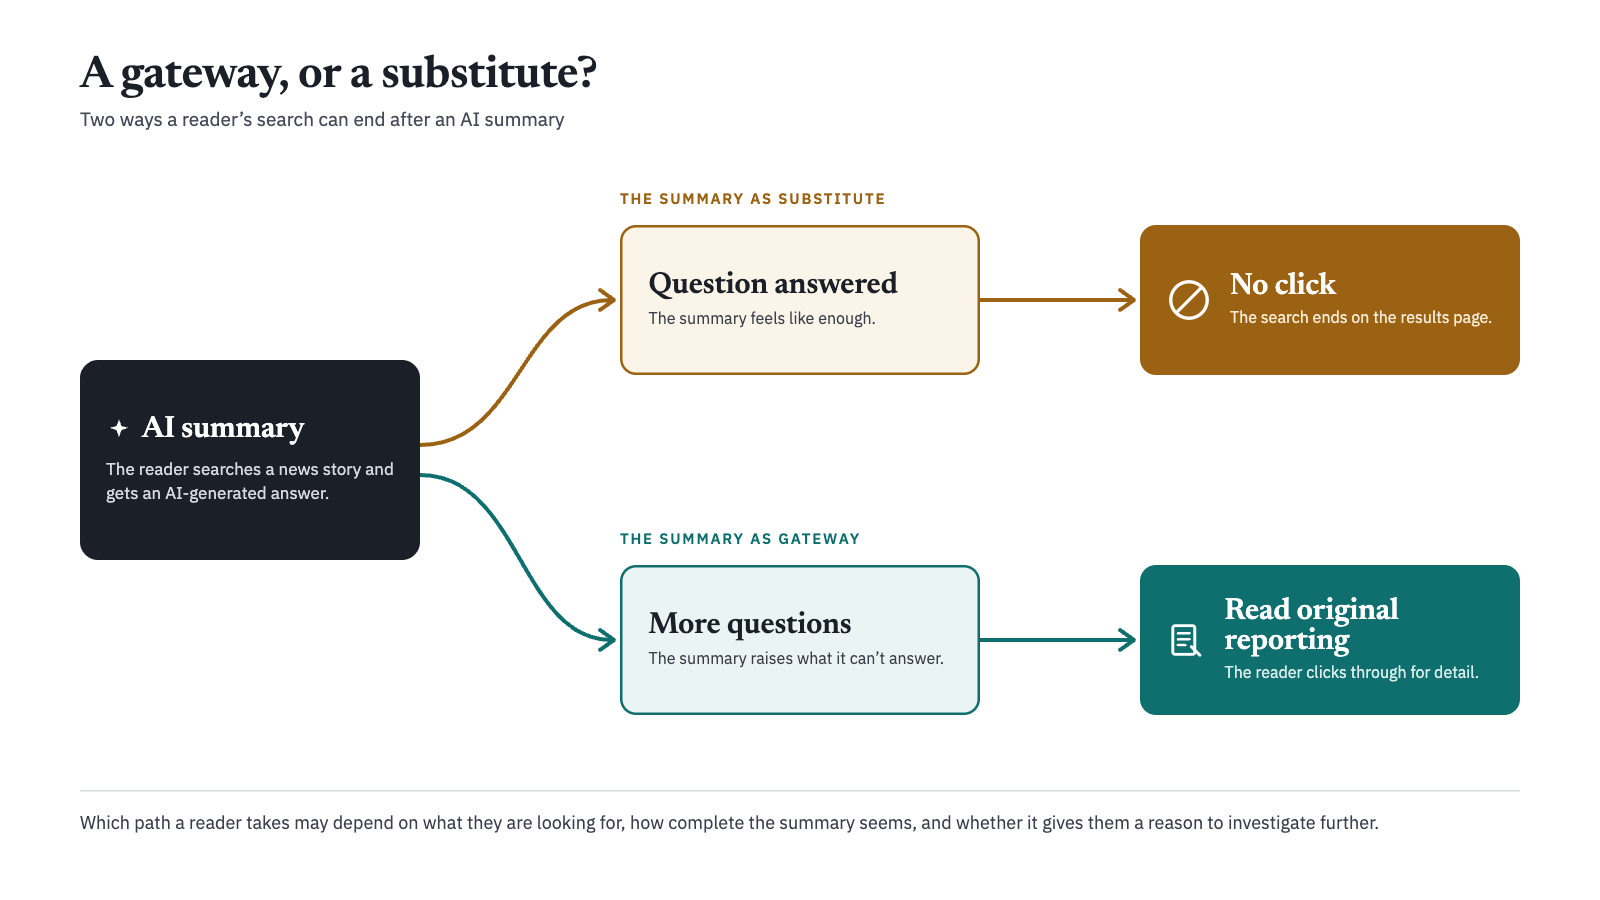 A gateway, or a substitute?
Two ways a reader’s search can end after an AI summary
THE SUMMARY AS SUBSTITUTE
Question answered
The summary feels like enough.
No click
The search ends on the results page.
AI summary
The reader searches a news story and
gets an AI-generated answer.
THE SUMMARY AS GATEWAY
More questions
The summary raises what it can’t answer.
Read original
reporting
The reader clicks through for detail.
Which path a reader takes may depend on what they are looking for, how complete the summary seems, and whether it gives them a reason to investigate further.